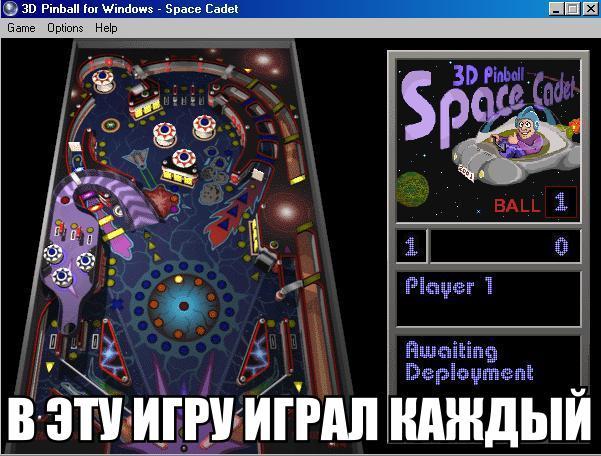 3D Pinball for Windows - Space Cadet
Game Options Help
3D Pinball
Space Cadet
BALL 1
1 0
Player 1
Awaiting
Deployment
В ЭТУ ИГРУ ИГРАЛ КАЖДЫЙ